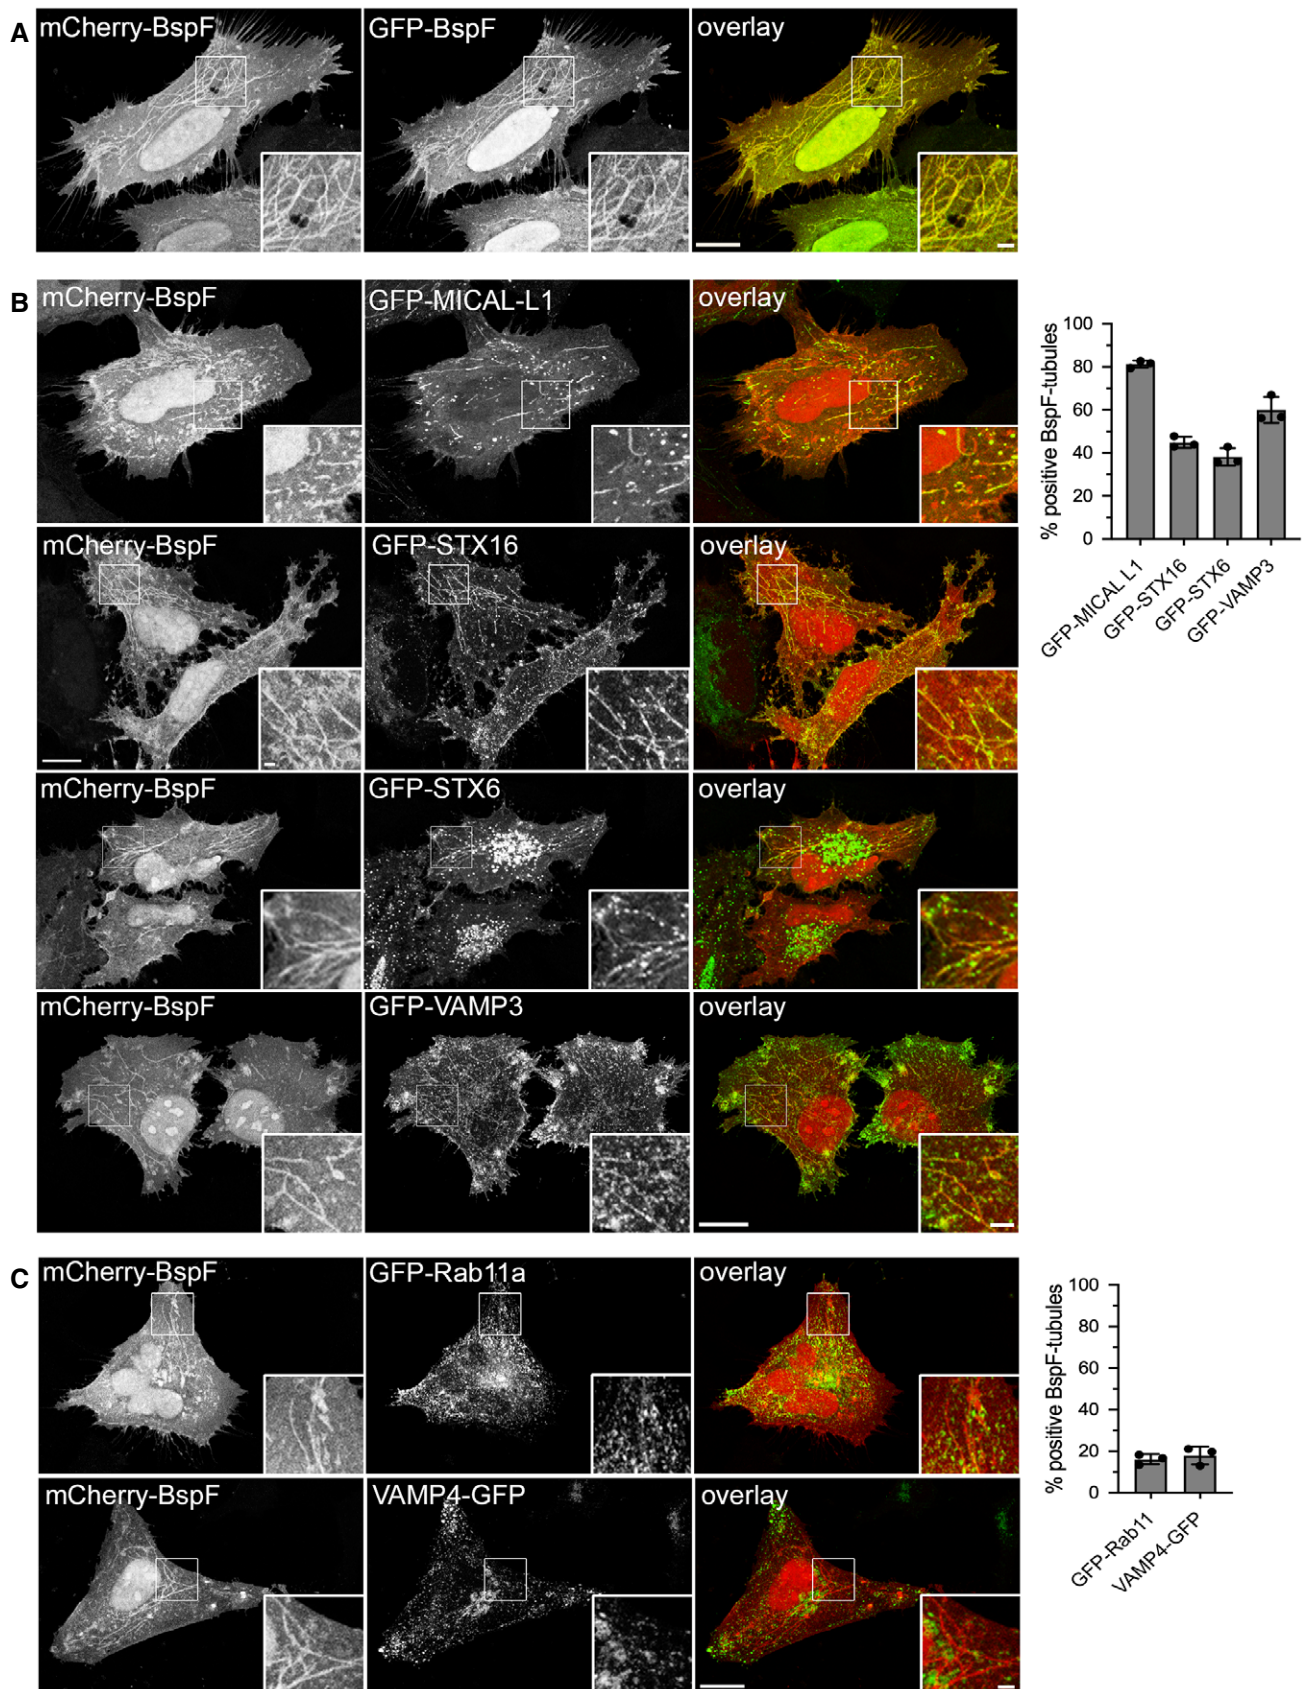 A
mCherry-BspF
GFP-BspF
overlay
B
mCherry-BspF
GFP-MICAL-L1
overlay
% positive BspF-tubules
100
80
60
40
20
0
GFP-MICAL L1
GFP-STX16
GFP-STX6
GFP-VAMP3
mCherry-BspF
GFP-STX16
overlay
mCherry-BspF
GFP-STX6
overlay
mCherry-BspF
GFP-VAMP3
overlay
C
mCherry-BspF
GFP-Rab11a
overlay
% positive BspF-tubules
100
80
60
40
20
0
GFP-Rab11
VAMP4-GFP
mCherry-BspF
VAMP4-GFP
overlay